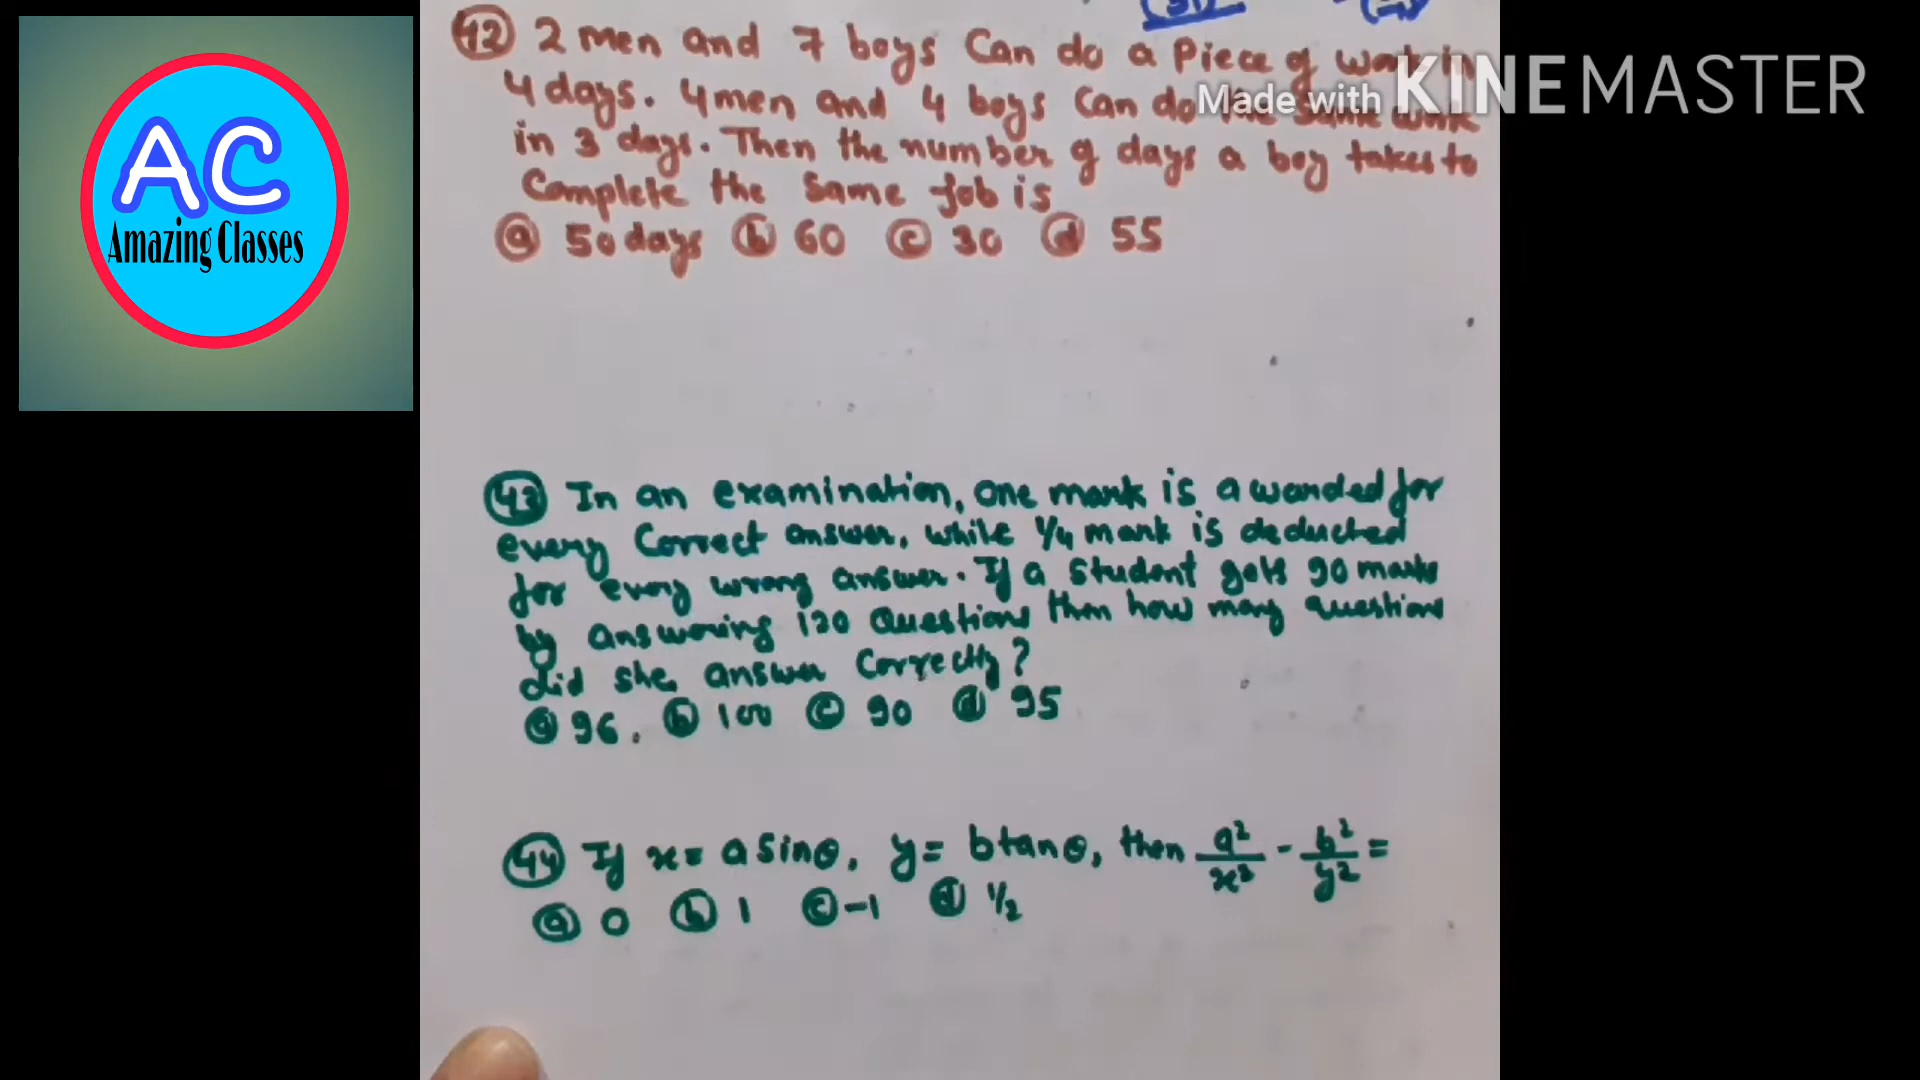 AC
Amazing Classes
Made with KINEMASTER
42 2 men and 7 boys Can do a Piece of work in
4 days. 4 men and 4 boys Can do the same work
in 3 days. Then the number of days a boy takes to
Complete the Same Job is
a 50 days b 60 c 30 d 55
43 In an examination, one mark is awarded for
every Correct answer, while 1/4 mark is deducted
for every wrong answer. If a student gets 90 marks
by answering 120 Questions then how many questions
did she answer Correctly?
a 96. b 100 c 90 d 95
44 If x = a sinθ, y = b tanθ, then a²/x² - b²/y² =
a 0 b 1 c -1 d 1/2